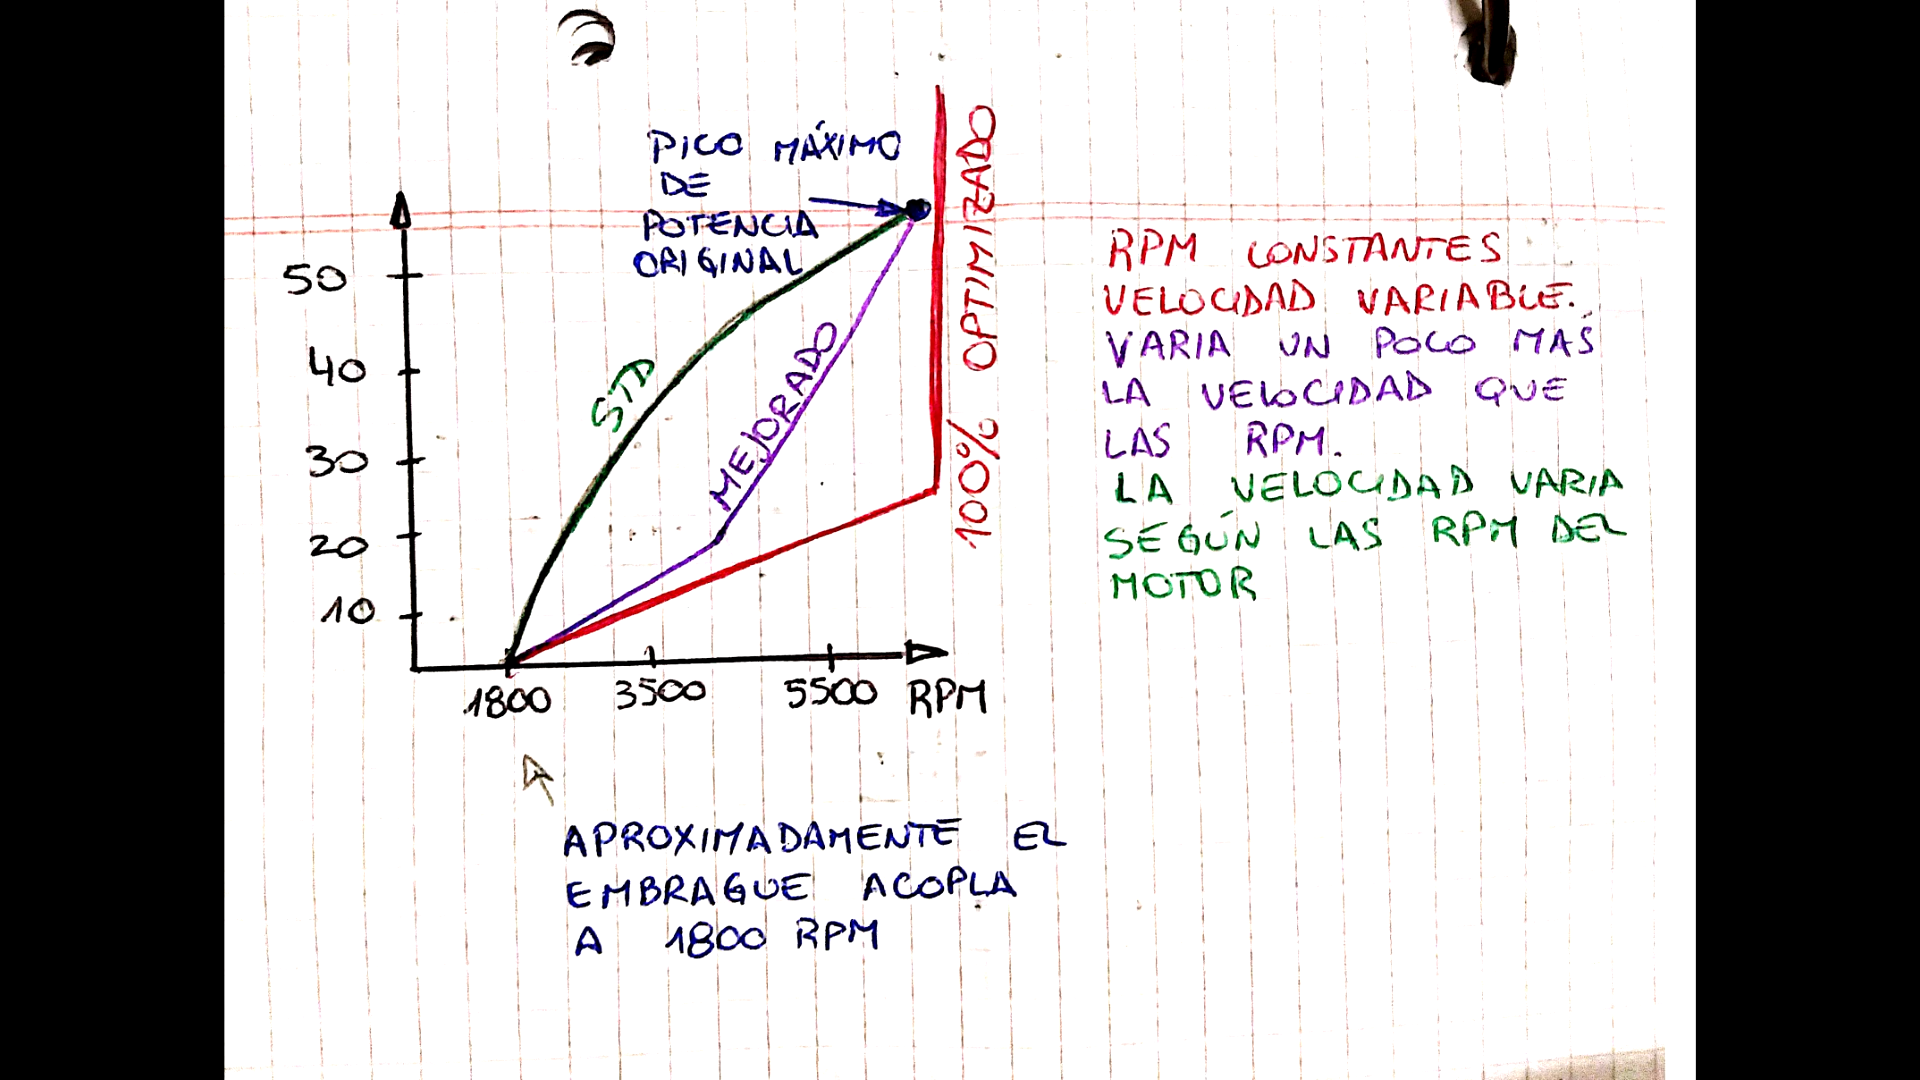 PICO MÁXIMO
DE
POTENCIA
ORIGINAL
50
40
30
20
10
STD
MEJORADO
100% OPTIMIZADO
1800
3500
5500
RPM
APROXIMADAMENTE EL
EMBRAGUE ACOPLA
A 1800 RPM
RPM CONSTANTES
VELOCIDAD VARIABLE.
VARIA UN POCO MAS
LA VELOCIDAD QUE
LAS RPM.
LA VELOCIDAD VARIA
SEGÚN LAS RPM DEL
MOTOR